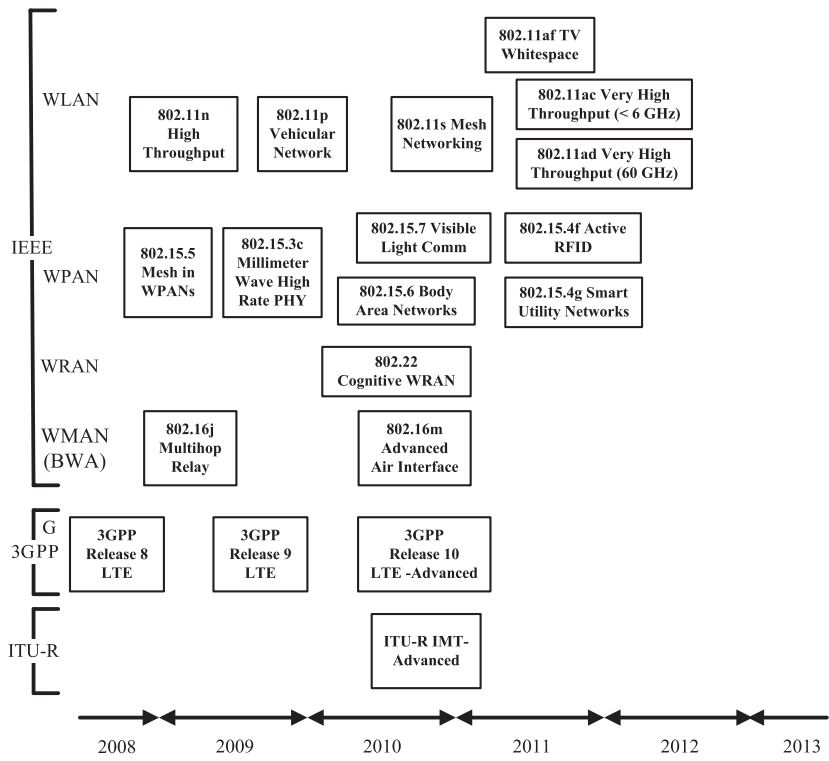 802.11af TV
Whitespace
WLAN
802.11n
High
Throughput
802.11p
Vehicular
Network
802.11s Mesh
Networking
802.11ac Very High
Throughput (< 6 GHz)
802.11ad Very High
Throughput (60 GHz)
IEEE
WPAN
802.15.5
Mesh in
WPANs
802.15.3c
Millimeter
Wave High
Rate PHY
802.15.7 Visible
Light Comm
802.15.6 Body
Area Networks
802.15.4f Active
RFID
802.15.4g Smart
Utility Networks
WRAN
802.22
Cognitive WRAN
WMAN
(BWA)
802.16j
Multihop
Relay
802.16m
Advanced
Air Interface
G
3GPP
3GPP
Release 8
LTE
3GPP
Release 9
LTE
3GPP
Release 10
LTE -Advanced
ITU-R
ITU-R IMT-
Advanced
2008 2009 2010 2011 2012 2013